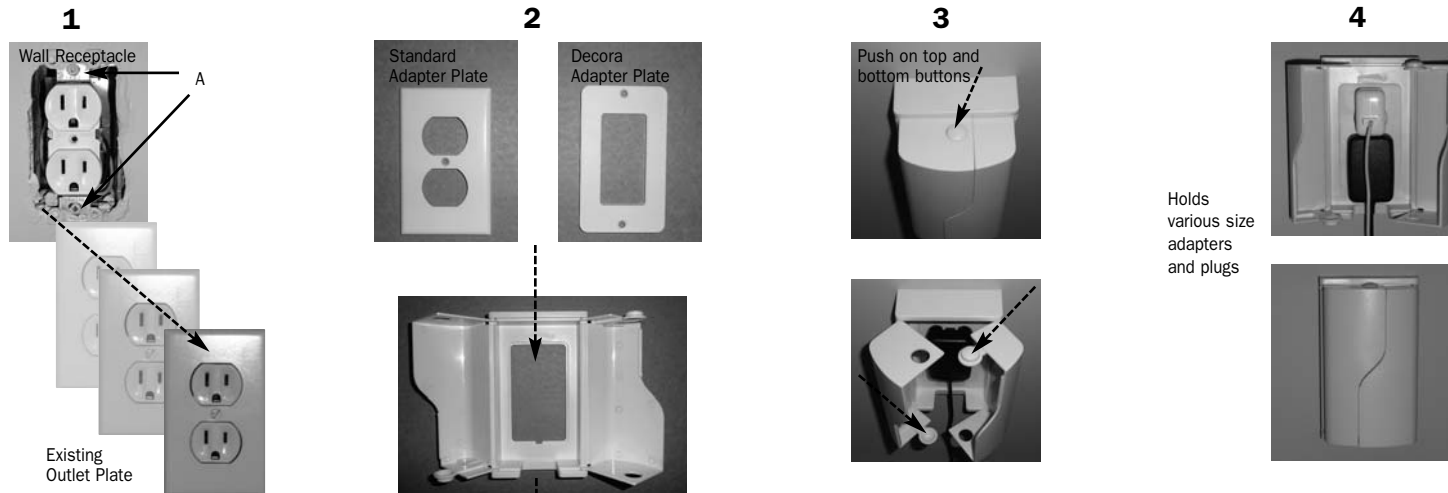 1
Wall Receptacle
A
Existing
Outlet Plate
2
Standard
Adapter Plate
Decora
Adapter Plate
3
Push on top and
bottom buttons
4
Holds
various size
adapters
and plugs